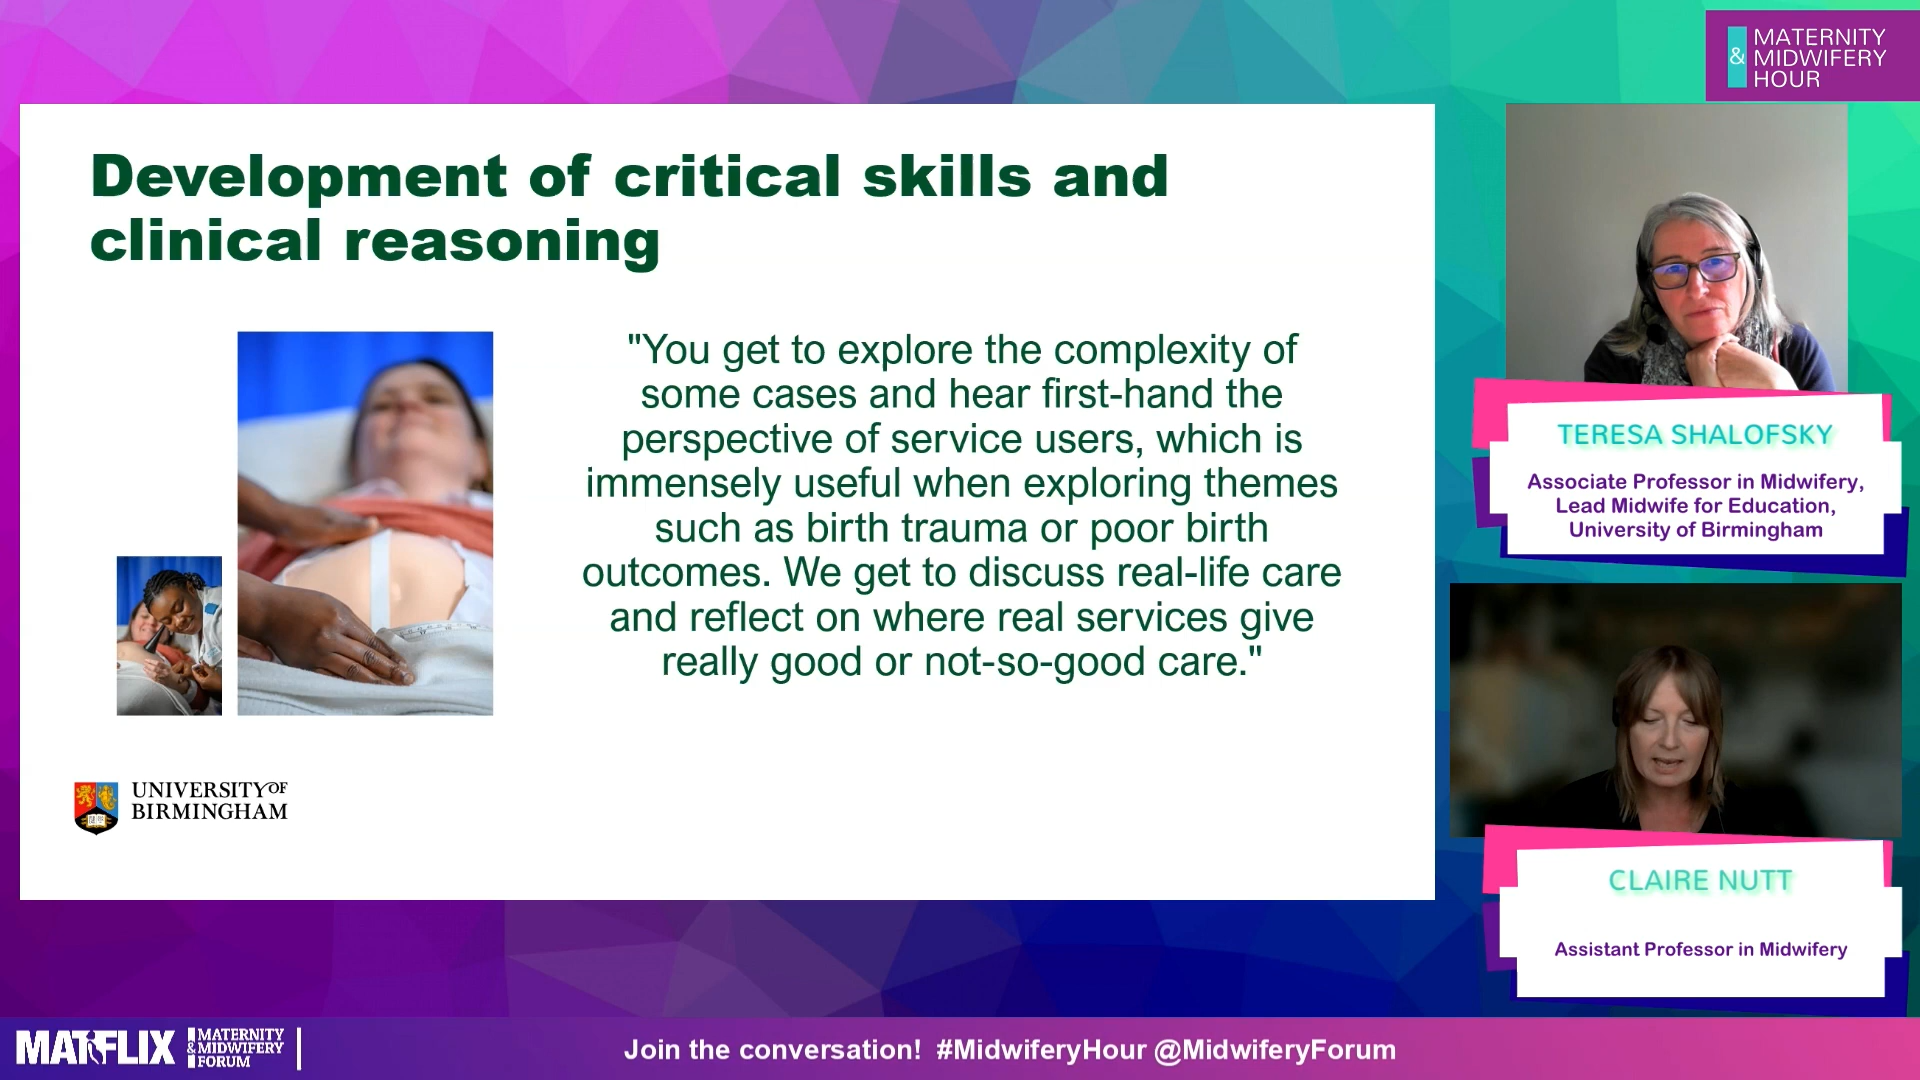 MATERNITY
& MIDWIFERY
HOUR
Development of critical skills and
clinical reasoning
"You get to explore the complexity of
some cases and hear first-hand the
perspective of service users, which is
immensely useful when exploring themes
such as birth trauma or poor birth
outcomes. We get to discuss real-life care
and reflect on where real services give
really good or not-so-good care."
UNIVERSITY OF
BIRMINGHAM
TERESA SHALOFSKY
Associate Professor in Midwifery,
Lead Midwife for Education,
University of Birmingham
CLAIRE NUTT
Assistant Professor in Midwifery
MATFLIX
MATERNITY
& MIDWIFERY
FORUM
Join the conversation! #MidwiferyHour @MidwiferyForum